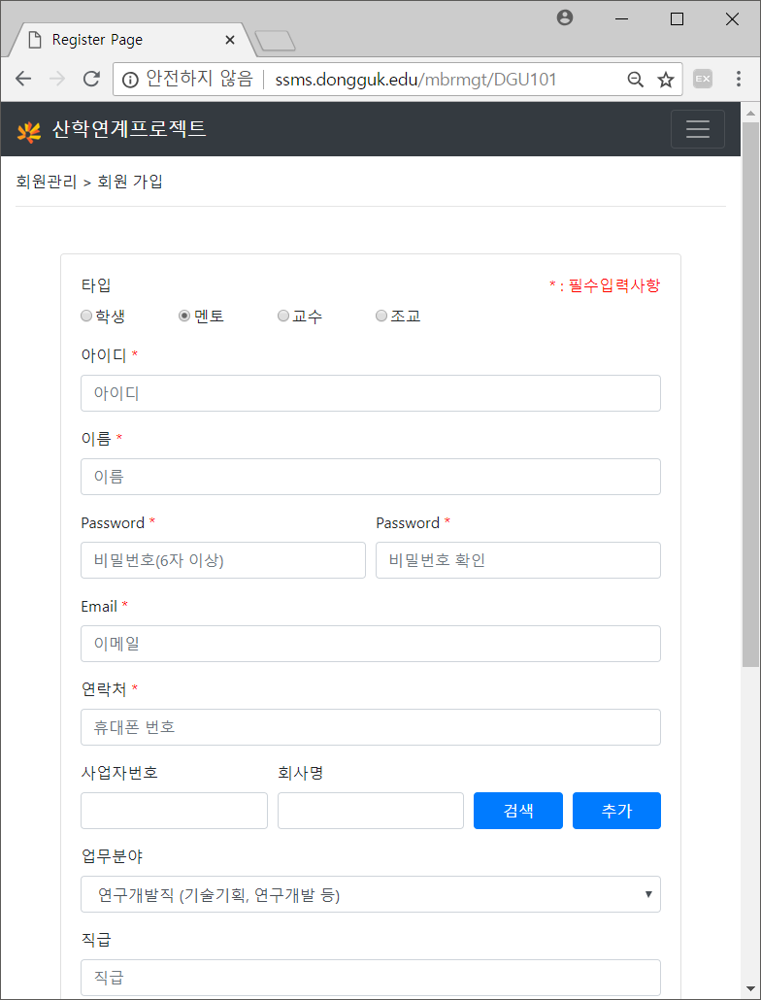 Register Page
안전하지 않음 | ssms.dongguk.edu/mbrmgt/DGU101
EX
산학연계프로젝트
회원관리 > 회원 가입
타입
* : 필수입력사항
학생 멘토 교수 조교
아이디 *
아이디
이름 *
이름
Password * Password *
비밀번호(6자 이상) 비밀번호 확인
Email *
이메일
연락처 *
휴대폰 번호
사업자번호 회사명
검색 추가
업무분야
연구개발직 (기술기획, 연구개발 등)
직급
직급